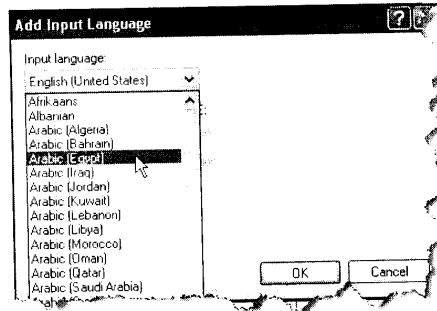 Add Input Language
Input language:
English (United States)
Afrikaans
Albanian
Arabic (Algeria)
Arabic (Bahrain)
Arabic (Egypt)
Arabic (Iraq)
Arabic (Jordan)
Arabic (Kuwait)
Arabic (Lebanon)
Arabic (Libya)
Arabic (Morocco)
Arabic (Oman)
Arabic (Qatar)
Arabic (Saudi Arabia)
OK
Cancel